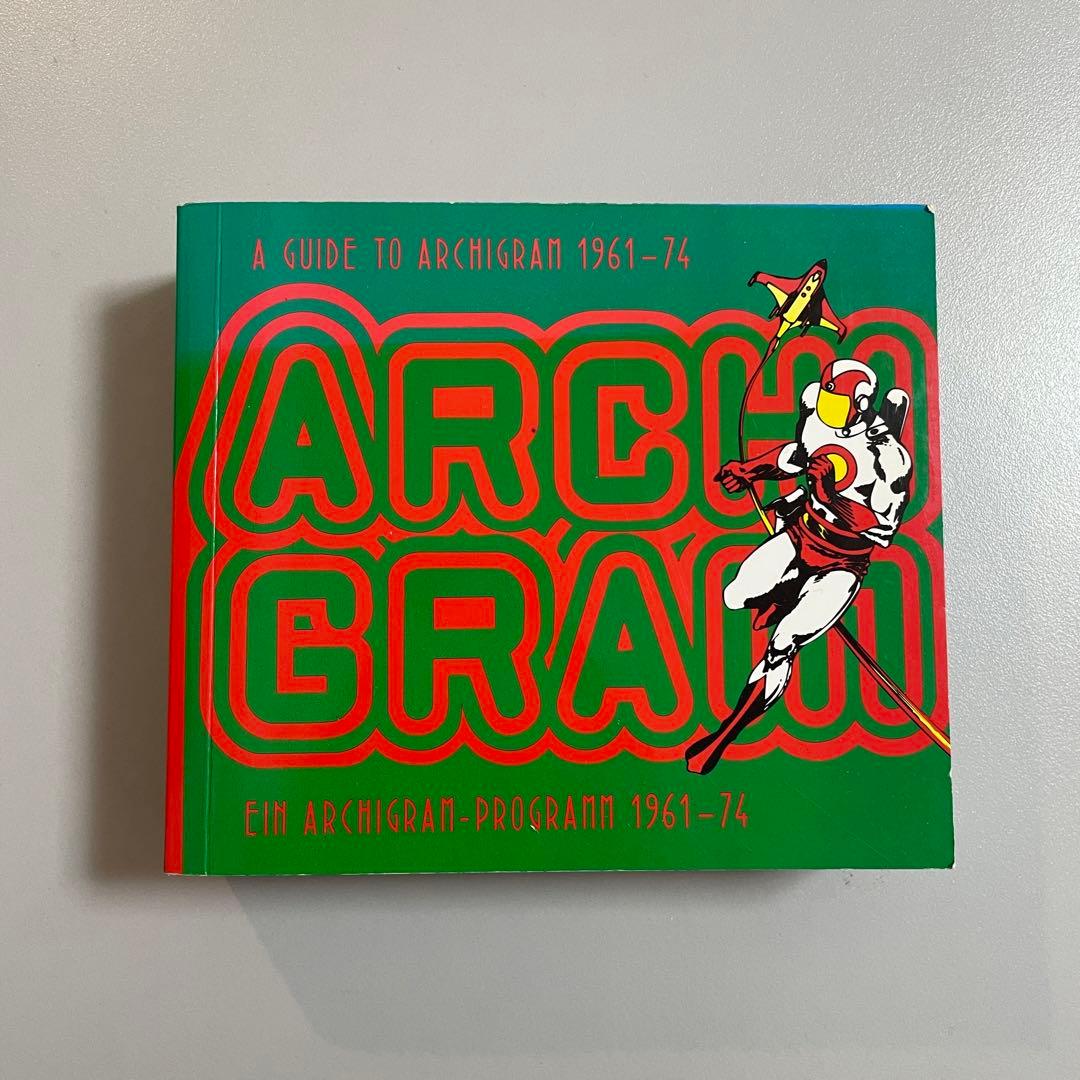 A GUIDE TO ARCHIGRAM 1961–74
ARCHI
GRAM
EIN ARCHIGRAM-PROGRAMM 1961–74